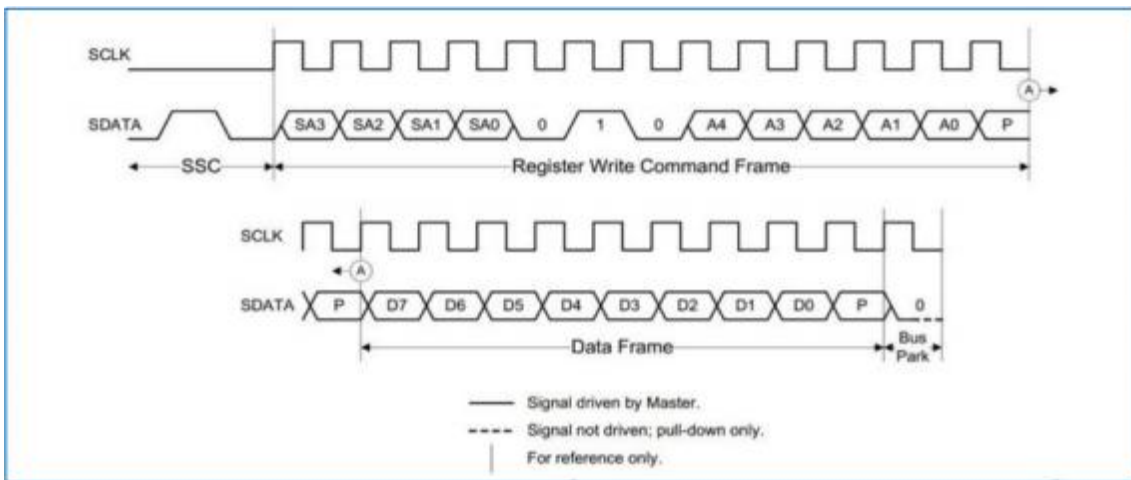 SCLK
A
SDATA SA3 SA2 SA1 SA0 0 1 0 A4 A3 A2 A1 A0 P
SSC Register Write Command Frame
SCLK
A
SDATA P D7 D6 D5 D4 D3 D2 D1 D0 P 0
Data Frame Bus
Park
Signal driven by Master.
Signal not driven; pull-down only.
For reference only.